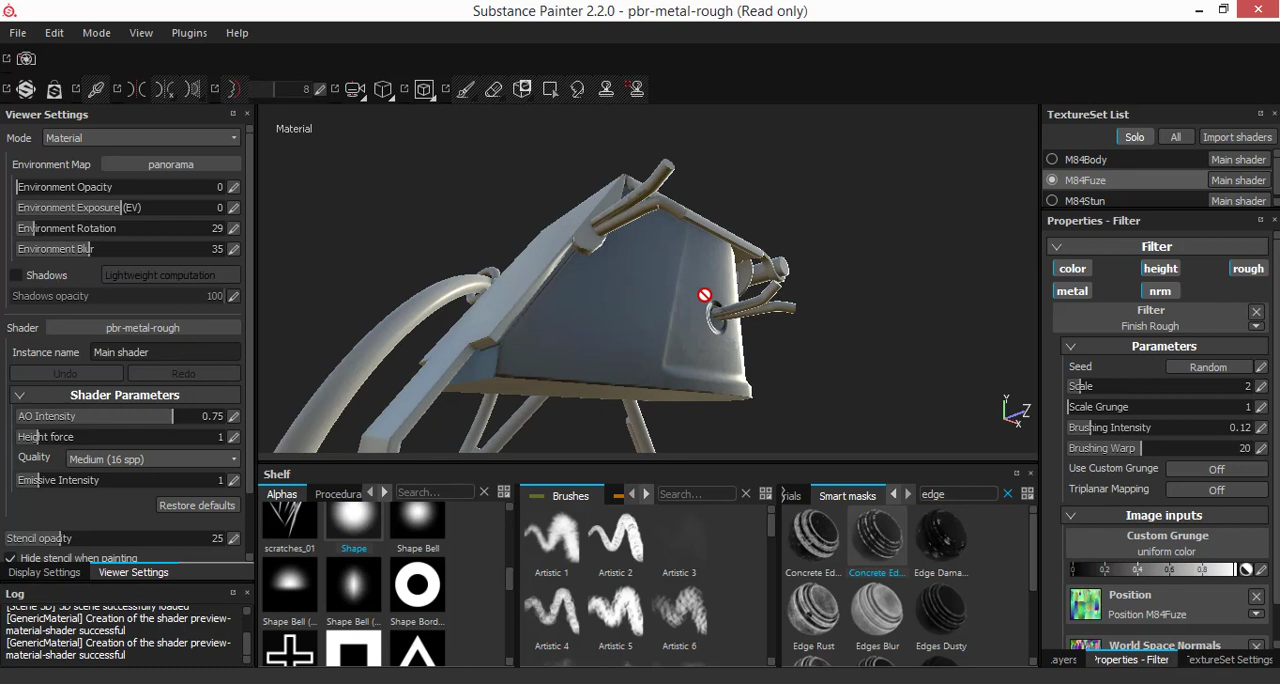 Substance Painter 2.2.0 - pbr-metal-rough (Read only)
File Edit Mode View Plugins Help
8
Viewer Settings
Mode Material
Environment Map panorama
Environment Opacity 0
Environment Exposure (EV) 0
Environment Rotation 29
Environment Blur 35
Shadows Lightweight computation
Shadows opacity 100
Shader pbr-metal-rough
Instance name Main shader
Undo Redo
Shader Parameters
AO Intensity 0.75
Height force 1
Quality Medium (16 spp)
Emissive Intensity 1
Restore defaults
Stencil opacity 25
Hide stencil when painting
Display Settings Viewer Settings
Log
[Scene 3D] 3D scene successfully loaded
[GenericMaterial] Creation of the shader preview-
material-shader successful
[GenericMaterial] Creation of the shader preview-
material-shader successful
Material
Y
Z
X
Shelf
Alphas Procedura Search...
scratches_01 Shape Shape Bell
Shape Bell (... Shape Bell (... Shape Bord...
Brushes Search...
Artistic 1 Artistic 2 Artistic 3
Artistic 4 Artistic 5 Artistic 6
rials Smart masks edge
Concrete Ed... Concrete Ed... Edge Dama...
Edge Rust Edges Blur Edges Dusty
TextureSet List
Solo All Import shaders
M84Body Main shader
M84Fuze Main shader
M84Stun Main shader
Properties - Filter
Filter
color height rough
metal nrm
Filter
Finish Rough
Parameters
Seed Random
Scale 2
Scale Grunge 1
Brushing Intensity 0.12
Brushing Warp 20
Use Custom Grunge Off
Triplanar Mapping Off
Image inputs
Custom Grunge
uniform color
0 0.2 0.4 0.6 0.8
Position
Position M84Fuze
World Space Normals
ayers Properties - Filter TextureSet Settings